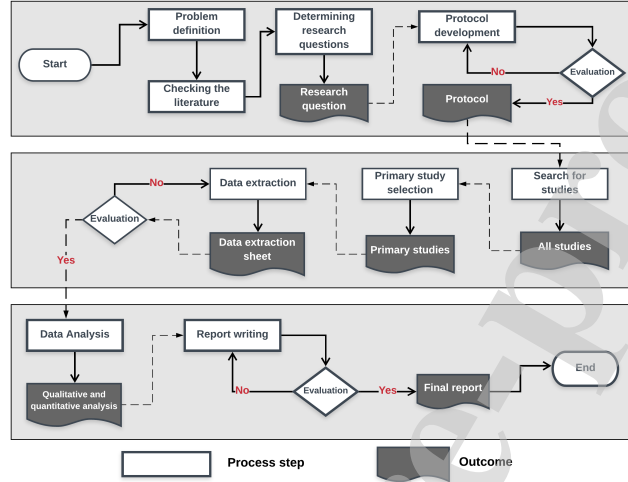 Start
Problem
definition
Checking the
literature
Determining
research
questions
Research
question
Protocol
development
Evaluation
No
Yes
Protocol
Search for
studies
All studies
Primary study
selection
Primary studies
Data extraction
Data extraction
sheet
No
Evaluation
Yes
Data Analysis
Qualitative and
quantitative analysis
Report writing
Evaluation
No
Yes
Final report
End
Process step
Outcome
e-pro